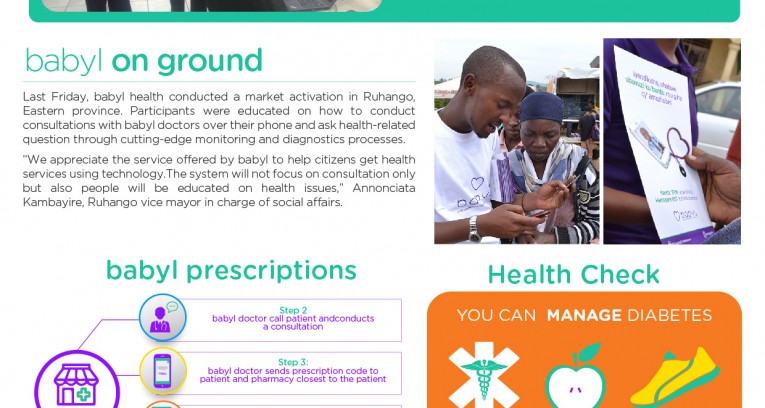 babyl on ground
Last Friday, babyl health conducted a market activation in Ruhango,
Eastern province. Participants were educated on how to conduct
consultations with babyl doctors over their phone and ask health-related
question through cutting-edge monitoring and diagnostics processes.
"We appreciate the service offered by babyl to help citizens get health
services using technology.The system will not focus on consultation only
but also people will be educated on health issues," Annonciata
Kambayire, Ruhango vice mayor in charge of social affairs.
babyl prescriptions
Step 2
babyl doctor call patient andconducts
a consultation
Step 3:
babyl doctor sends prescription code to
patient and pharmacy closest to the patient
Health Check
YOU CAN MANAGE DIABETES